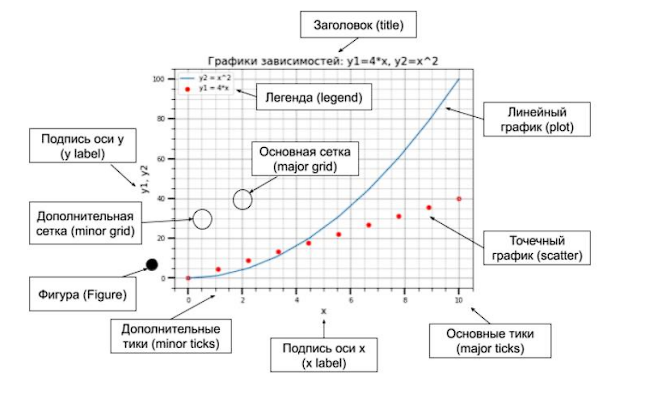 Заголовок (title)
Графики зависимостей: y1=4*x, y2=x^2
y2 = x^2
y1 = 4*x
Легенда (legend)
Линейный
график (plot)
Подпись оси y
(y label)
Основная сетка
(major grid)
y1, y2
Дополнительная
сетка (minor grid)
Точечный
график (scatter)
Фигура (Figure)
100
80
60
40
20
0
0 2 4 6 8 10
x
Дополнительные
тики (minor ticks)
Подпись оси x
(x label)
Основные тики
(major ticks)